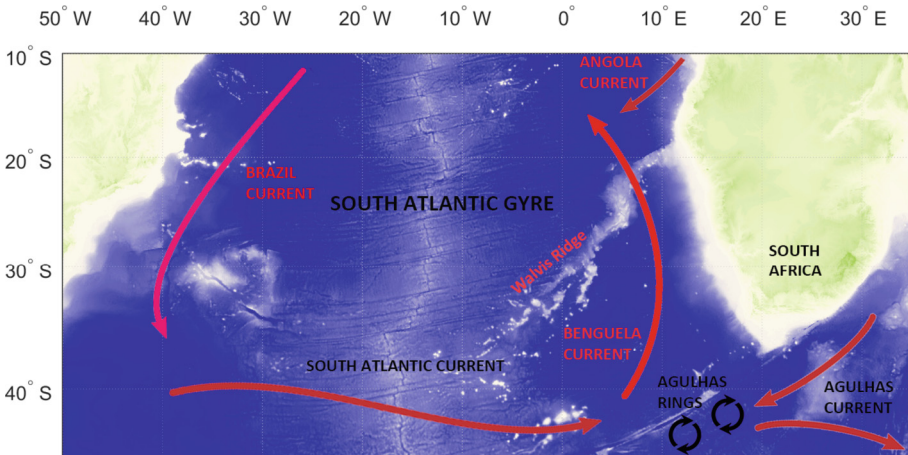 50° W
40° W
30° W
20° W
10° W
0°
10° E
20° E
30° E
10° S
20° S
30° S
40° S
ANGOLA
CURRENT
BRAZIL
CURRENT
SOUTH ATLANTIC GYRE
Walvis Ridge
SOUTH
AFRICA
BENGUELA
CURRENT
SOUTH ATLANTIC CURRENT
AGULHAS
RINGS
AGULHAS
CURRENT